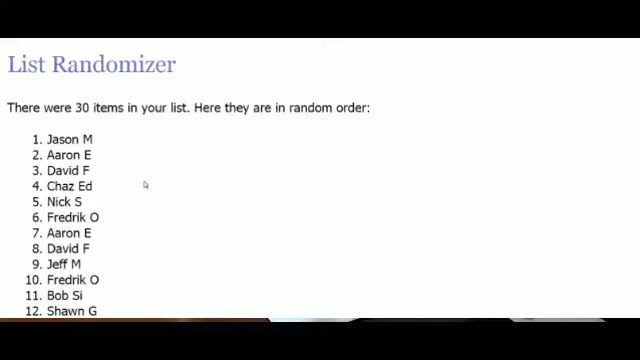 List Randomizer
There were 30 items in your list. Here they are in random order:
1. Jason M
2. Aaron E
3. David F
4. Chaz Ed
5. Nick S
6. Fredrik O
7. Aaron E
8. David F
9. Jeff M
10. Fredrik O
11. Bob Si
12. Shawn G